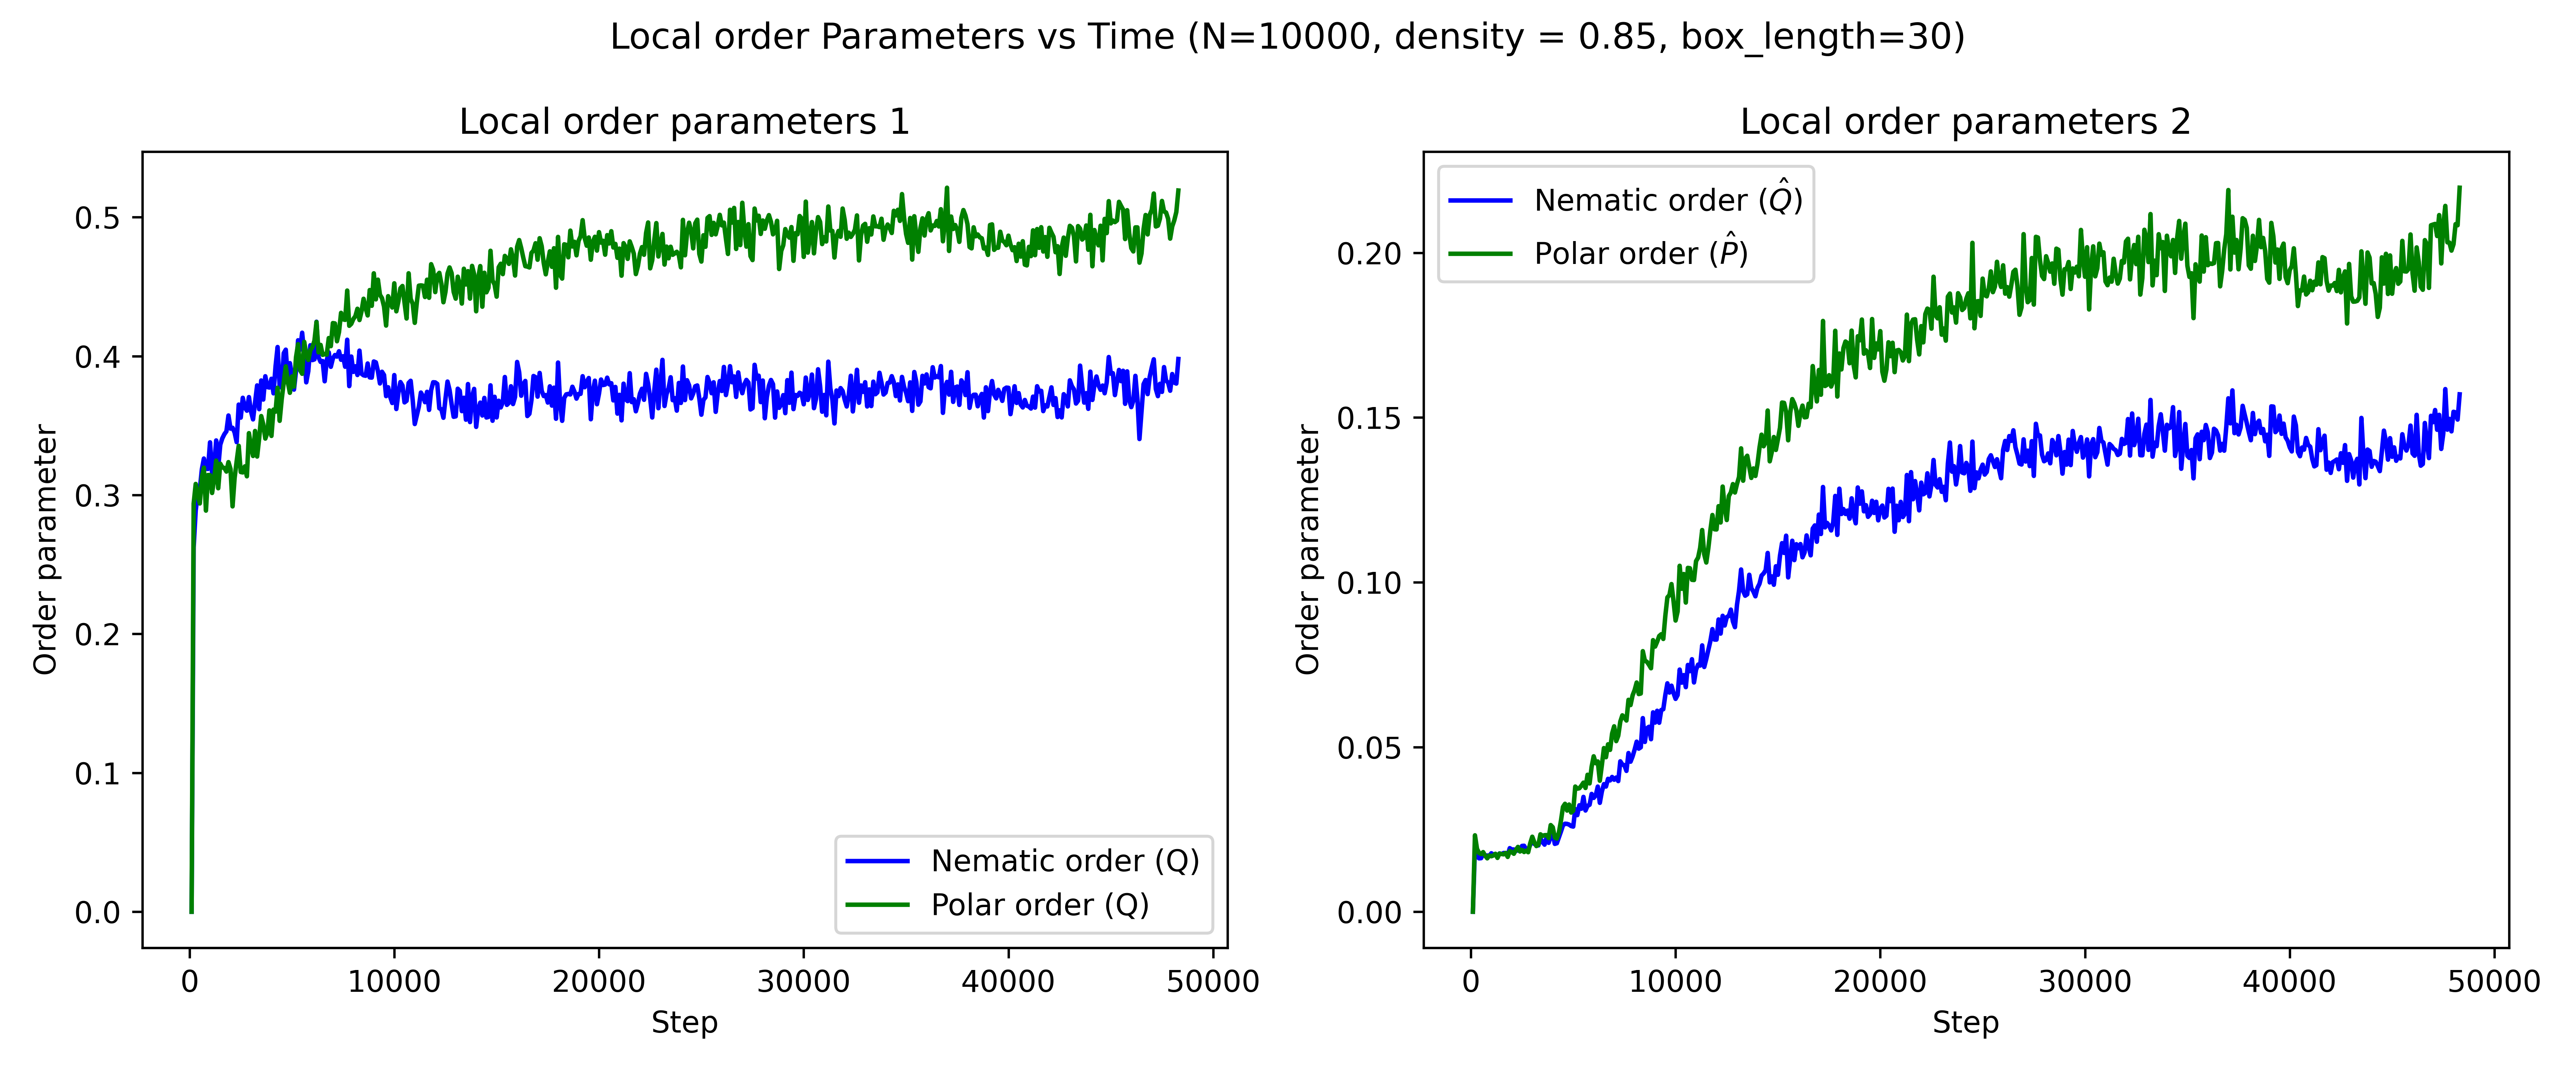 Local order Parameters vs Time (N=10000, density = 0.85, box_length=30)
Local order parameters 1
Order parameter
0.5
0.4
0.3
0.2
0.1
0.0
Nematic order (Q)
Polar order (Q)
0 10000 20000 30000 40000 50000
Step
Local order parameters 2
Order parameter
Nematic order (Q̂)
Polar order (P̂)
0.20
0.15
0.10
0.05
0.00
0 10000 20000 30000 40000 50000
Step